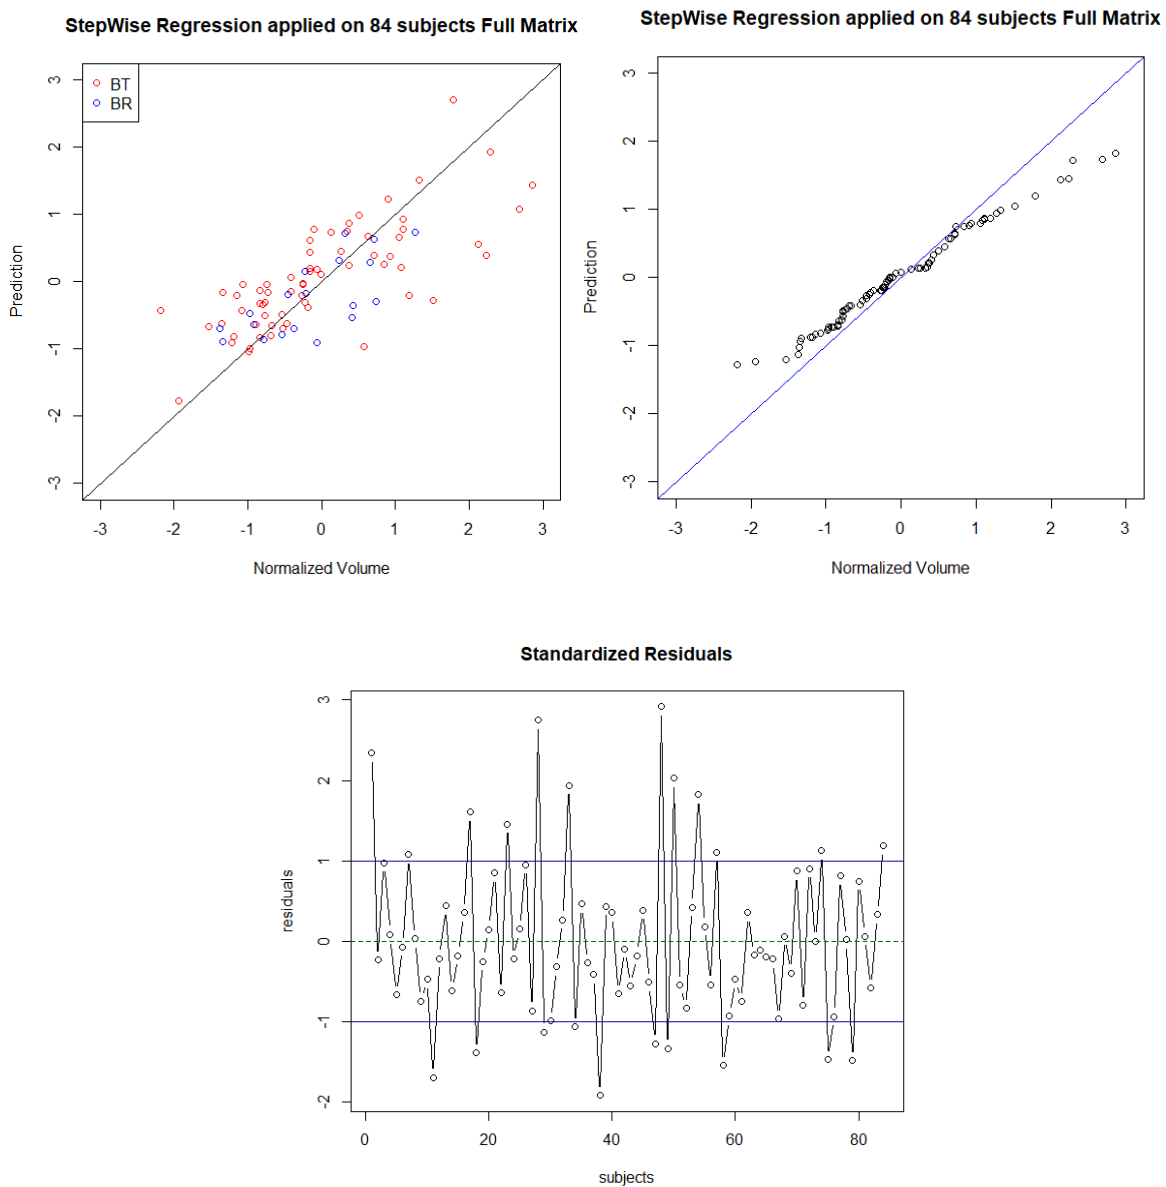 StepWise Regression applied on 84 subjects Full Matrix
BT
BR
3
2
1
0
-1
-2
-3
Prediction
-3 -2 -1 0 1 2 3
Normalized Volume
StepWise Regression applied on 84 subjects Full Matrix
3
2
1
0
-1
-2
-3
Prediction
-3 -2 -1 0 1 2 3
Normalized Volume
Standardized Residuals
3
2
1
0
-1
-2
residuals
0 20 40 60 80
subjects